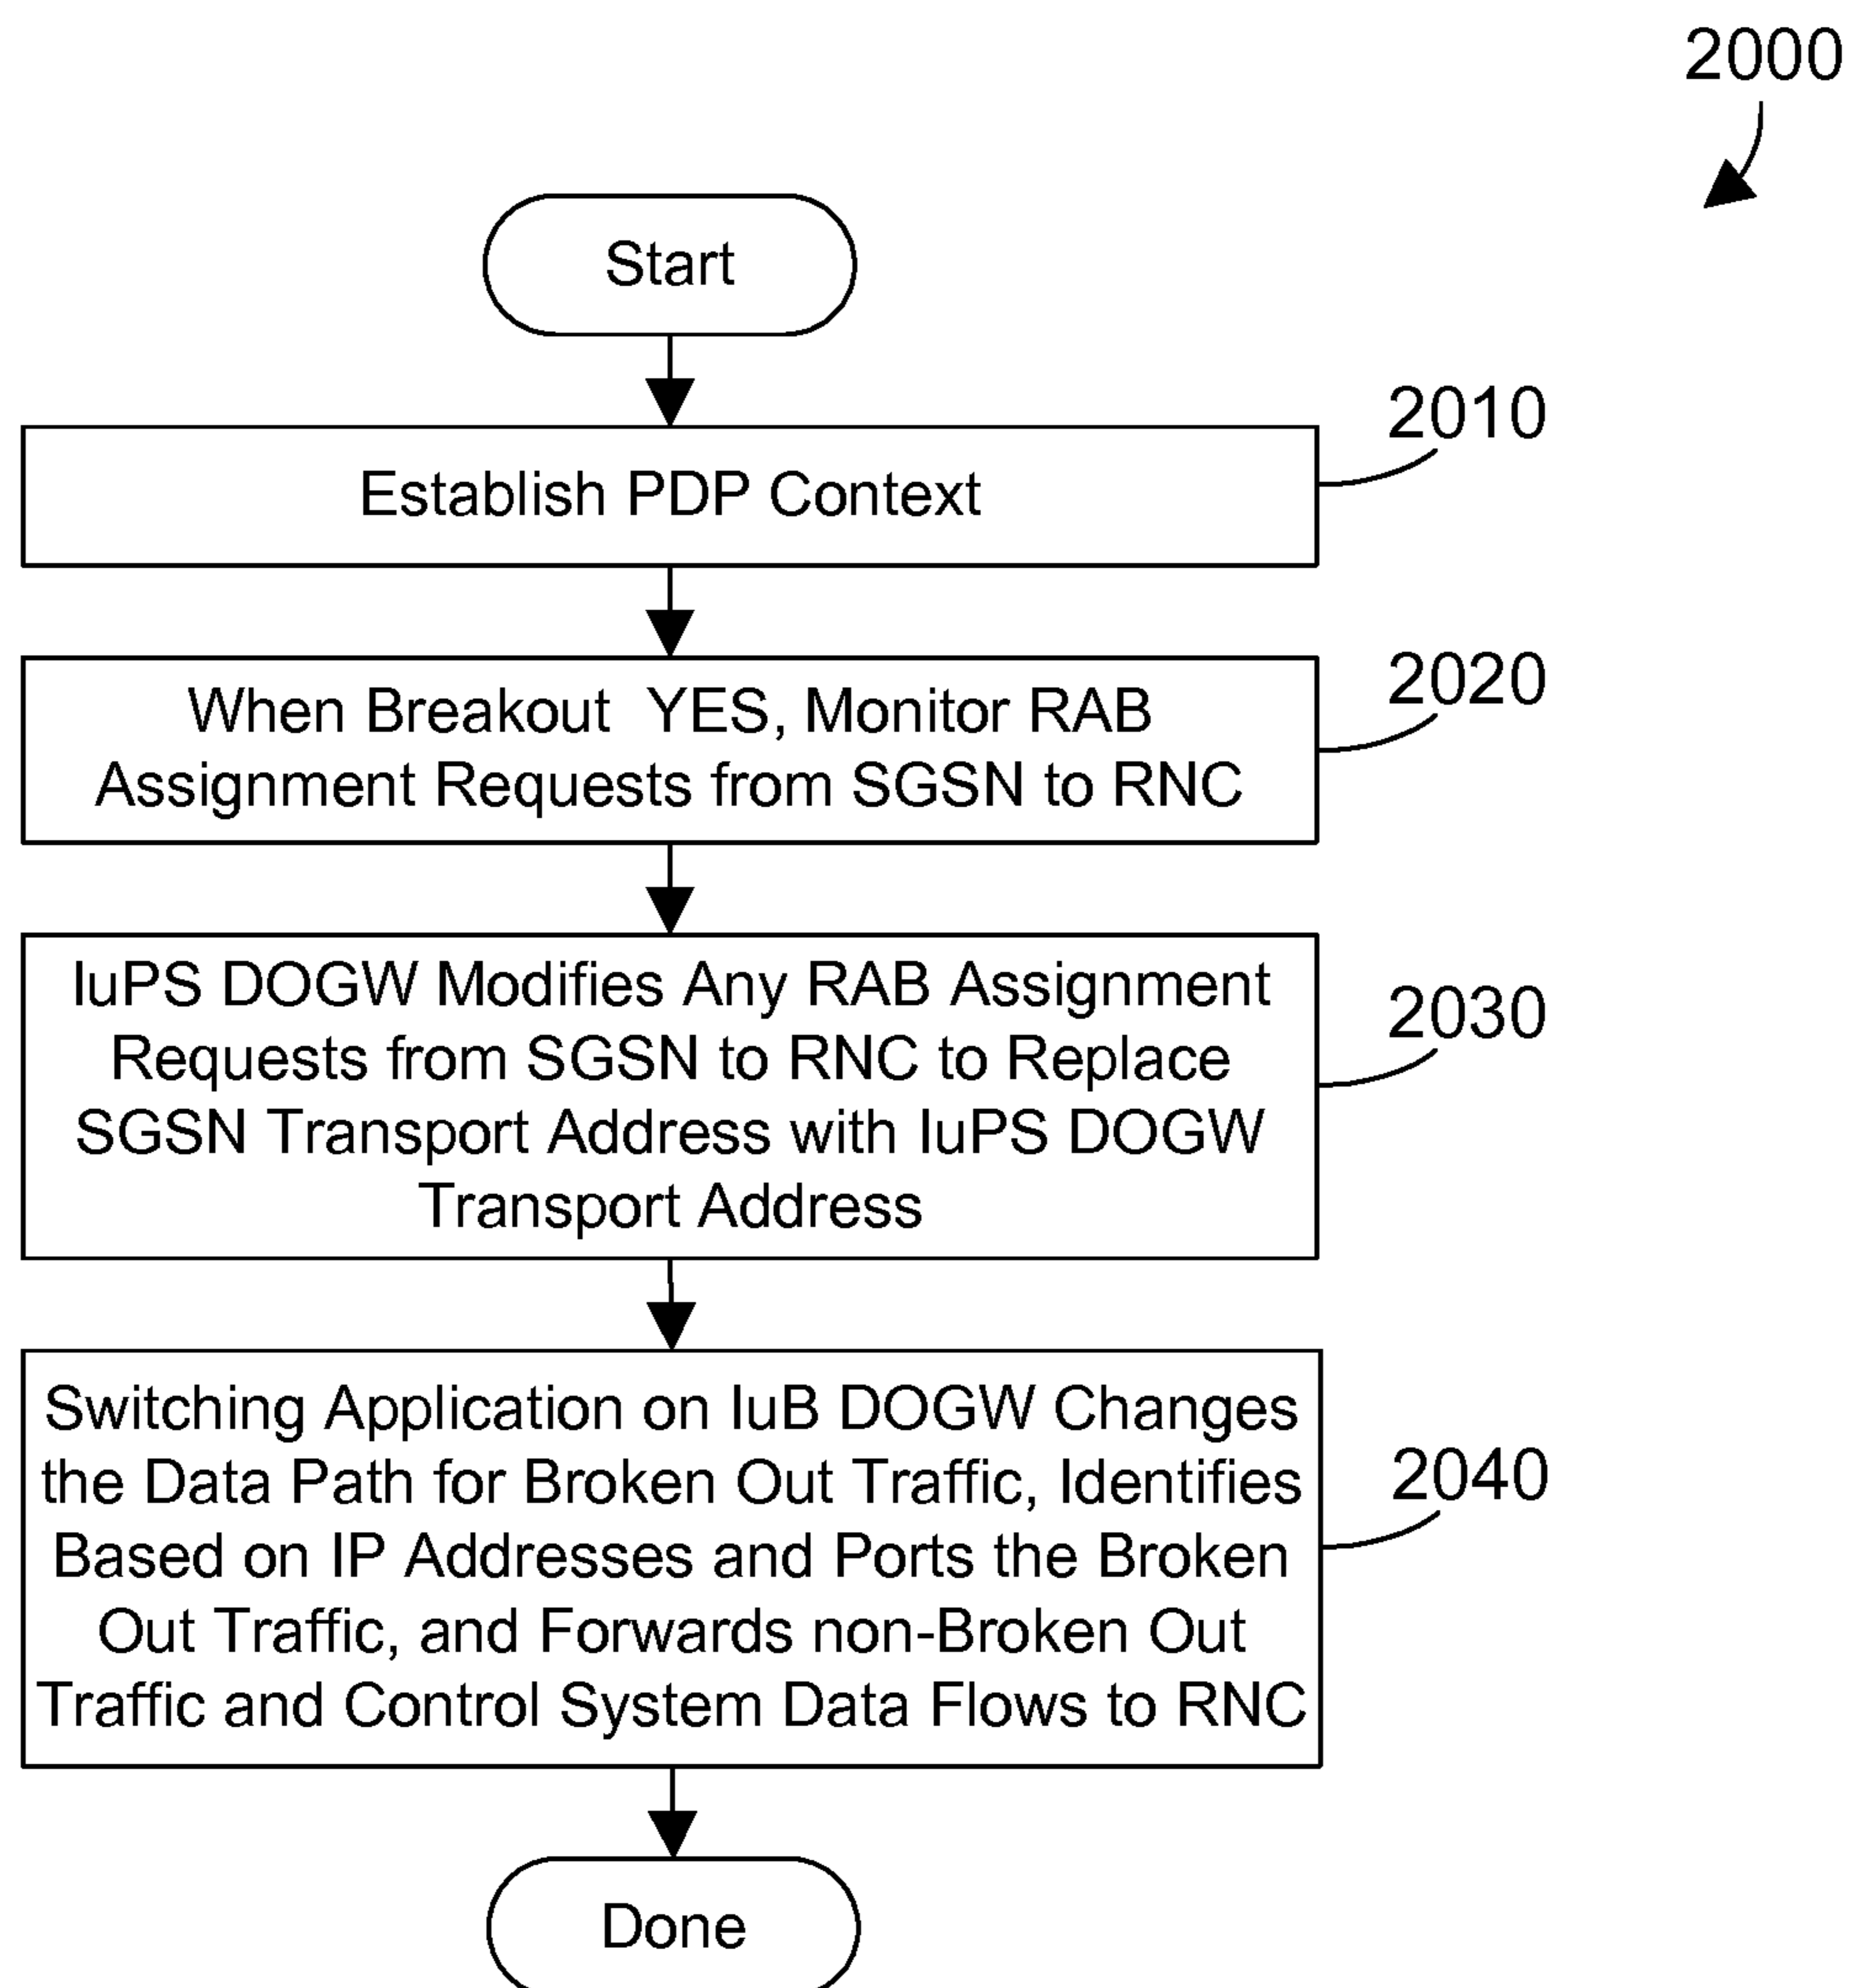 2000
Start
2010
Establish PDP Context
2020
When Breakout YES, Monitor RAB
Assignment Requests from SGSN to RNC
2030
IuPS DOGW Modifies Any RAB Assignment
Requests from SGSN to RNC to Replace
SGSN Transport Address with IuPS DOGW
Transport Address
2040
Switching Application on IuB DOGW Changes
the Data Path for Broken Out Traffic, Identifies
Based on IP Addresses and Ports the Broken
Out Traffic, and Forwards non-Broken Out
Traffic and Control System Data Flows to RNC
Done